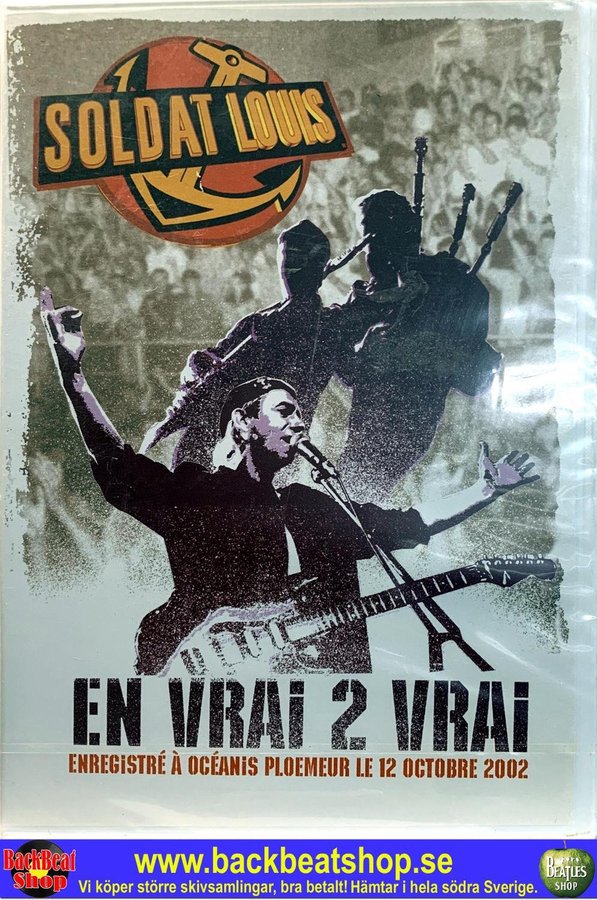 SOLDAT LOUIS
EN VRAi 2 VRAi
ENREGiSTRÉ À OCÉANiS PLOEMEUR LE 12 OCTOBRE 2002
BackBeat
Shop
www.backbeatshop.se
Vi köper större skivsamlingar, bra betalt! Hämtar i hela södra Sverige.
BEATLES
SHOP